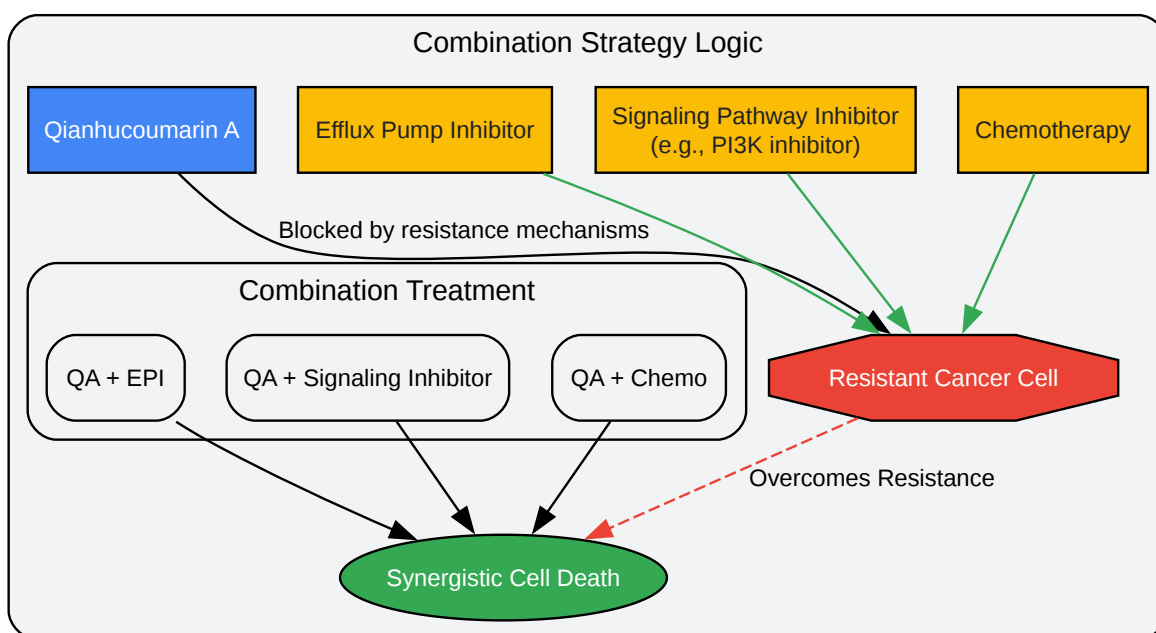 Combination Strategy Logic
Qianhucoumarin A
Efflux Pump Inhibitor
Signaling Pathway Inhibitor
(e.g., PI3K inhibitor)
Chemotherapy
Blocked by resistance mechanisms
Combination Treatment
QA + EPI
QA + Signaling Inhibitor
QA + Chemo
Resistant Cancer Cell
Overcomes Resistance
Synergistic Cell Death